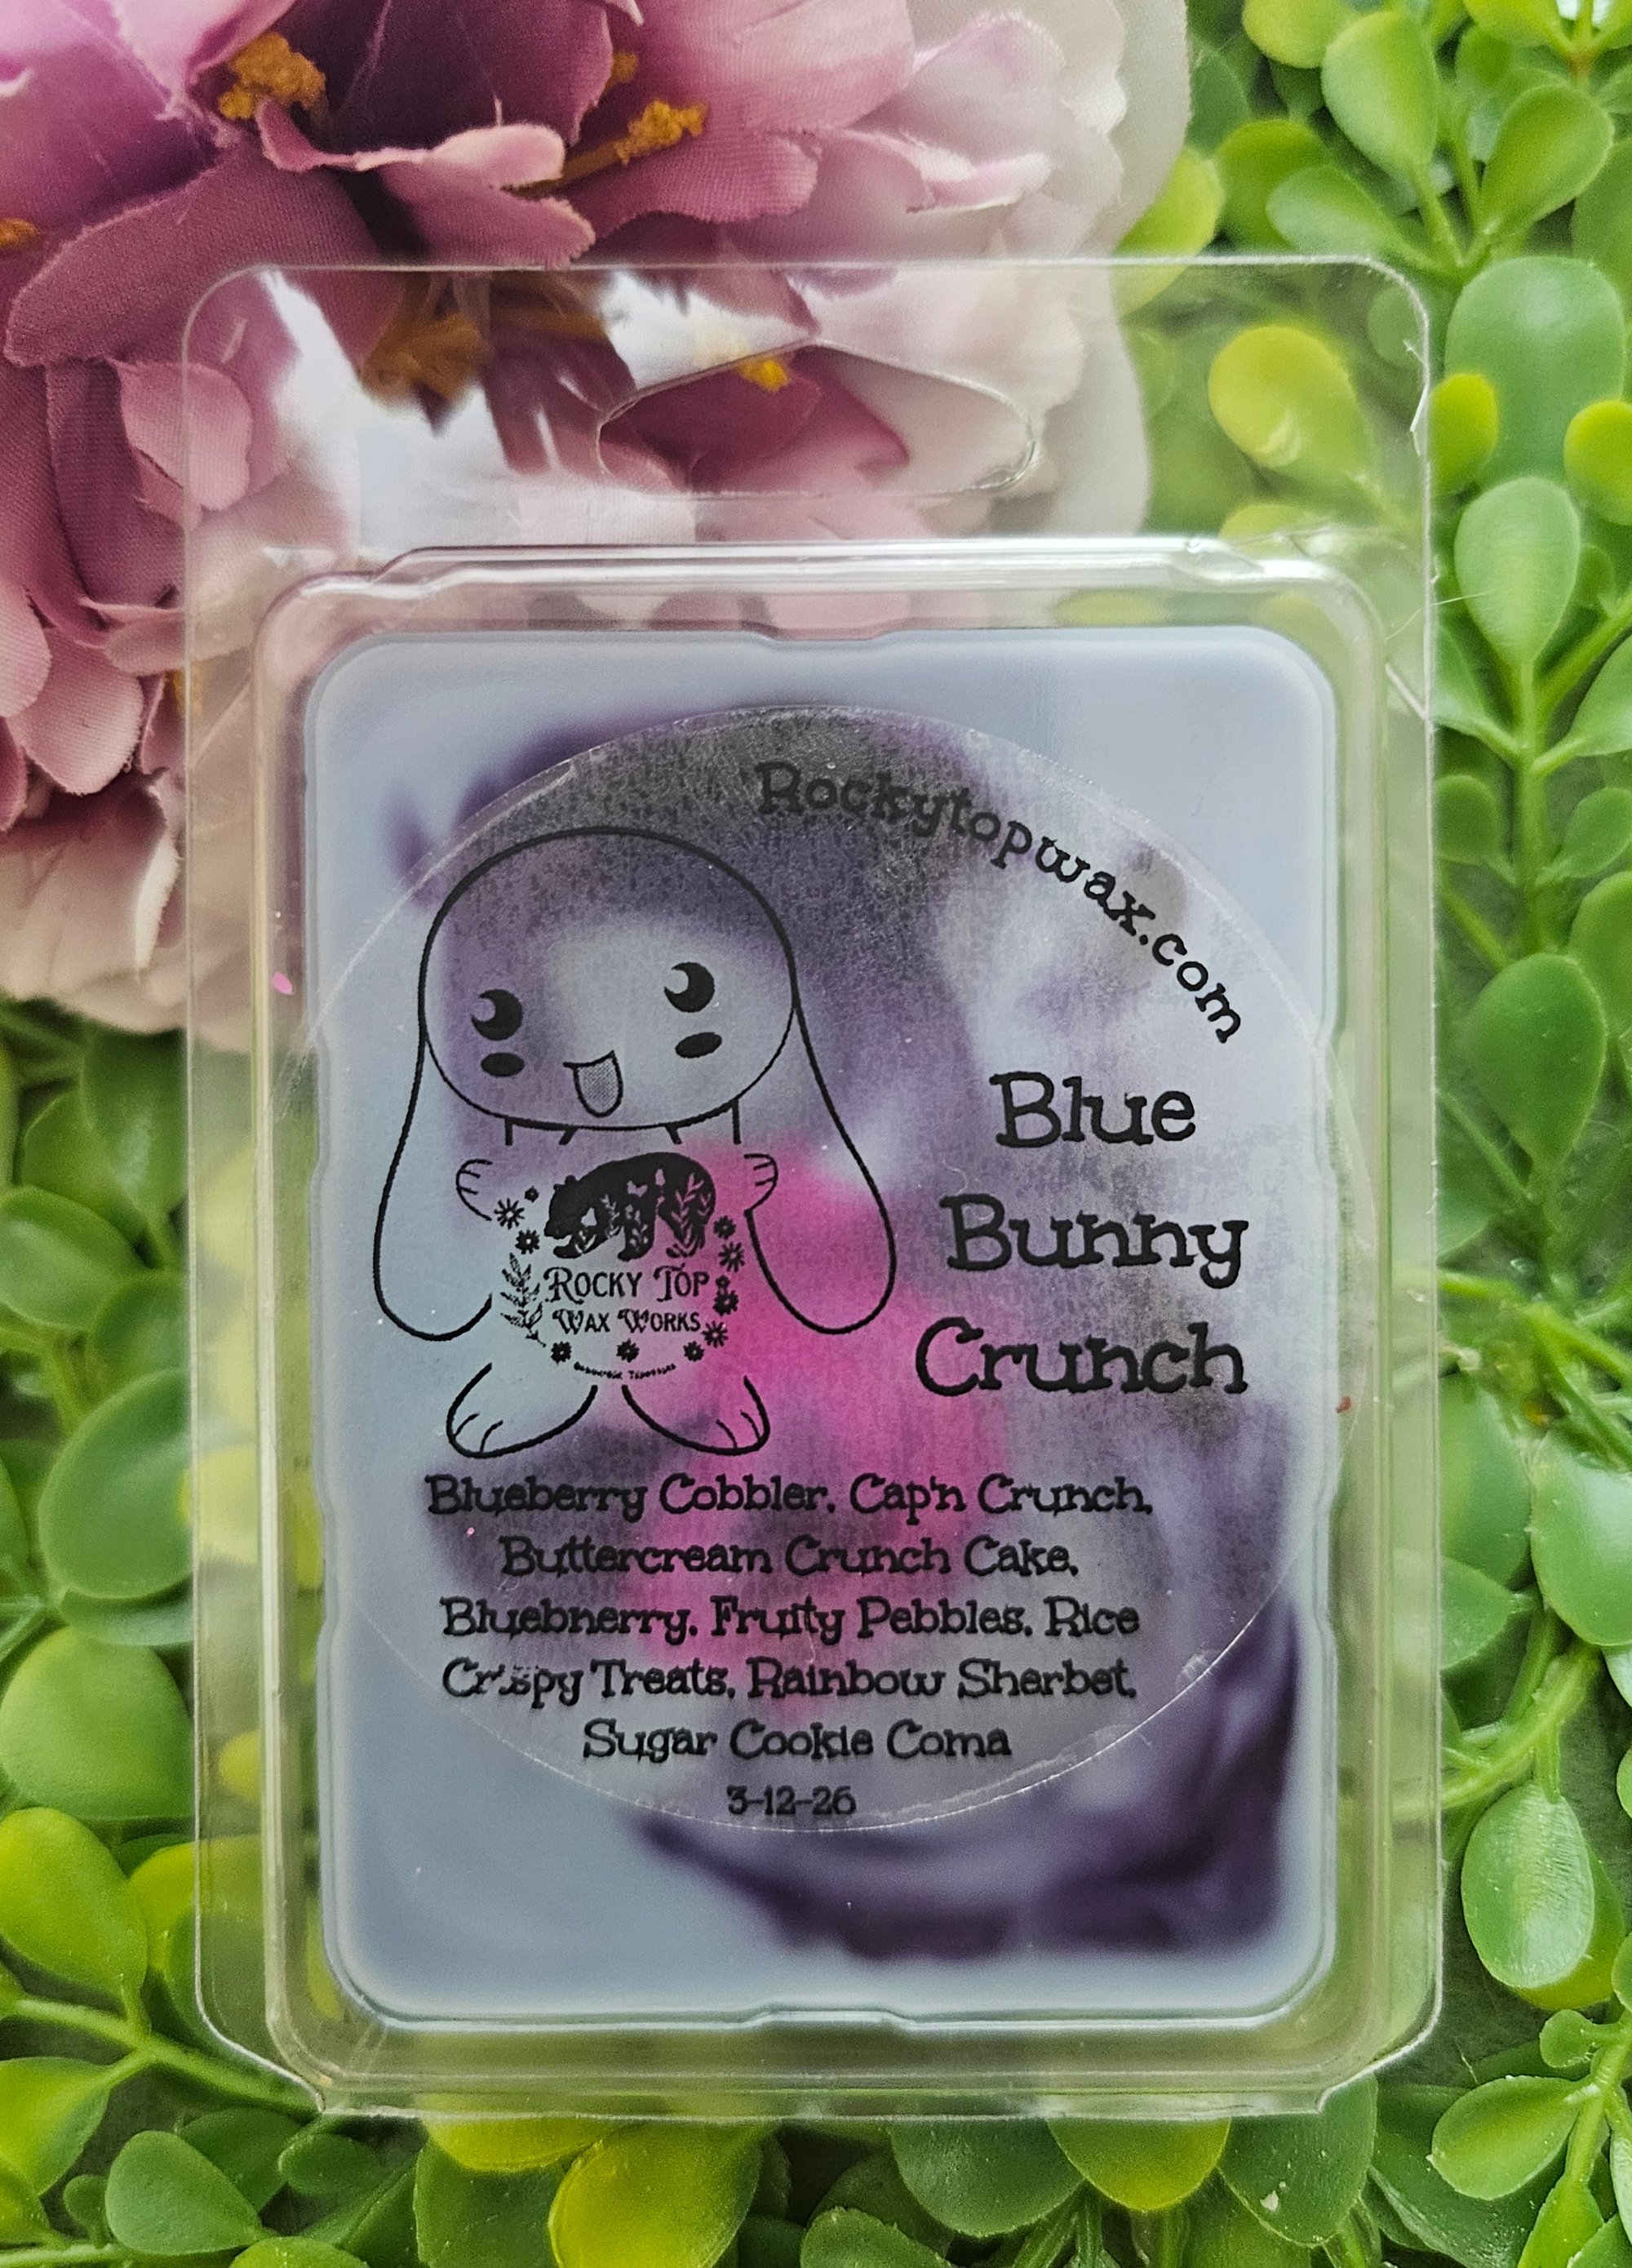 Rockytopwax.com
Blue
Bunny
Crunch
ROCKY TOP
WAX WORKS
Blueberry Cobbler, Cap'n Crunch,
Buttercream Crunch Cake,
Bluebnerry, Fruity Pebbles, Rice
Crispy Treats, Rainbow Sherbet,
Sugar Cookie Coma
3-12-26